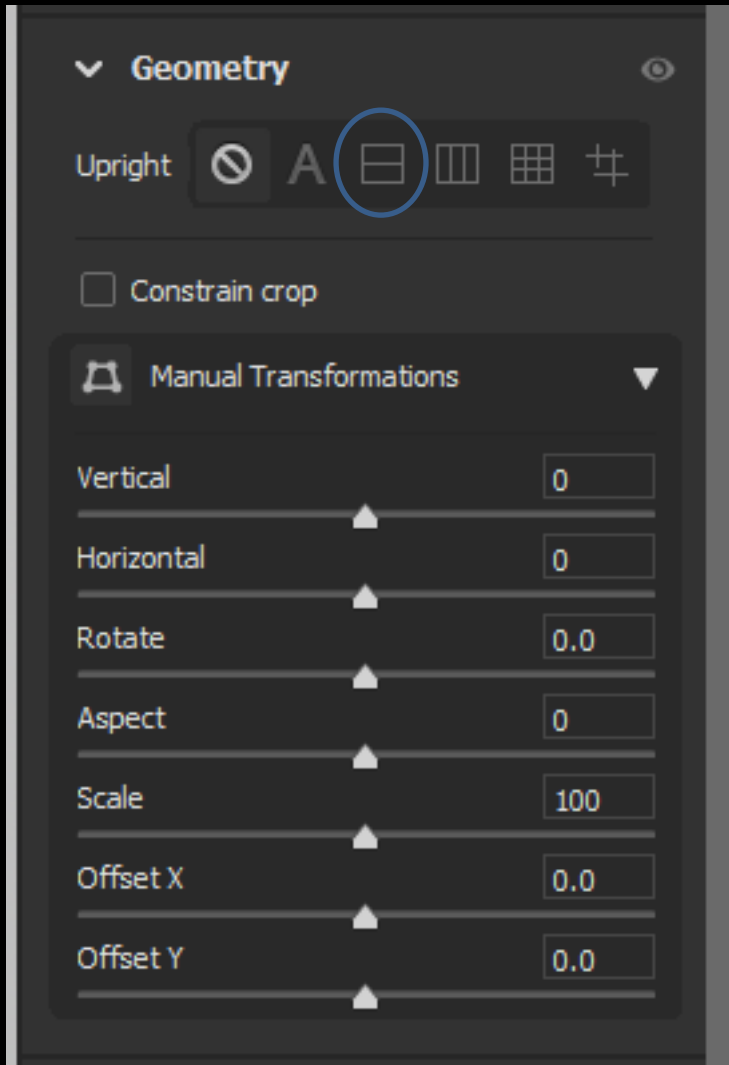 Geometry
Upright A
Constrain crop
Manual Transformations
Vertical 0
Horizontal 0
Rotate 0.0
Aspect 0
Scale 100
Offset X 0.0
Offset Y 0.0